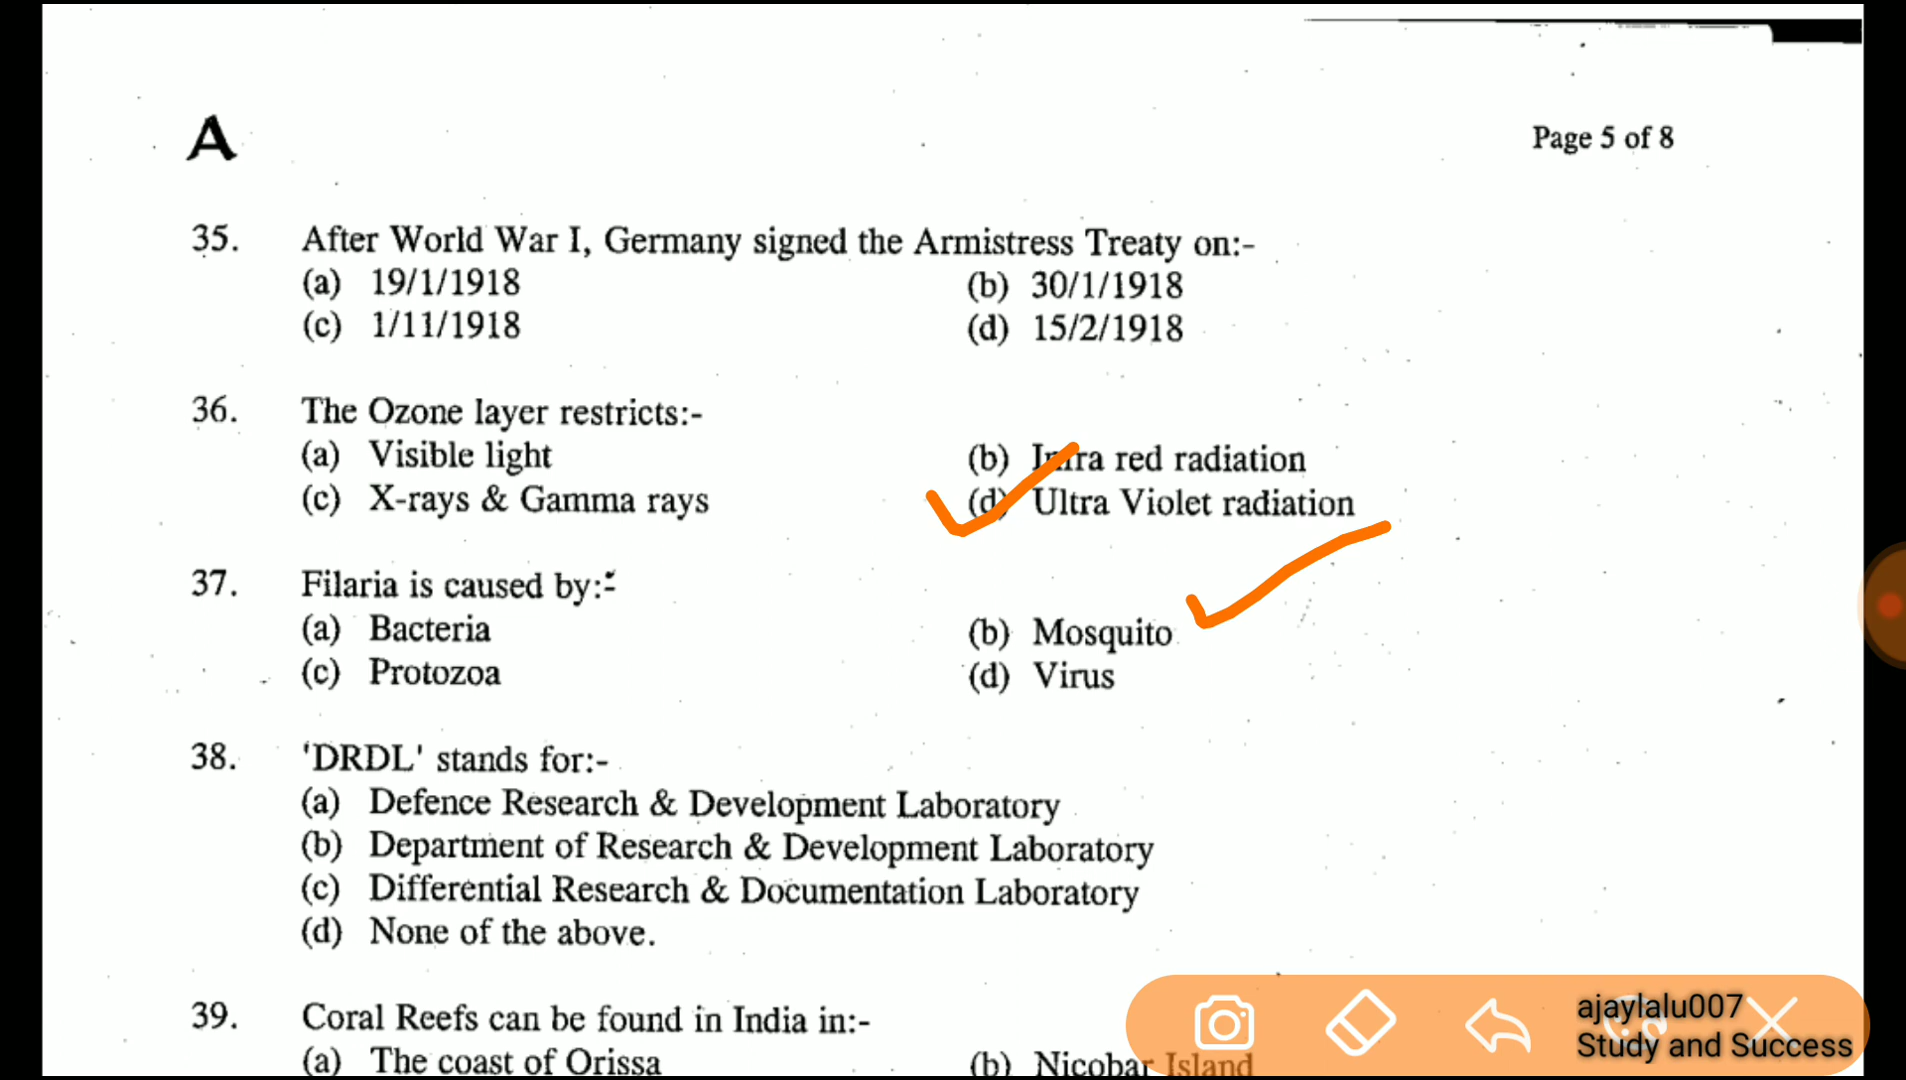 A
Page 5 of 8
35. After World War I, Germany signed the Armistress Treaty on:-
(a) 19/1/1918 (b) 30/1/1918
(c) 1/11/1918 (d) 15/2/1918
36. The Ozone layer restricts:-
(a) Visible light (b) Infra red radiation
(c) X-rays & Gamma rays (d) Ultra Violet radiation
37. Filaria is caused by:-
(a) Bacteria (b) Mosquito
(c) Protozoa (d) Virus
38. 'DRDL' stands for:-
(a) Defence Research & Development Laboratory
(b) Department of Research & Development Laboratory
(c) Differential Research & Documentation Laboratory
(d) None of the above.
39. Coral Reefs can be found in India in:-
(a) The coast of Orissa (b) Nicobar Island
ajaylalu007
Study and Success